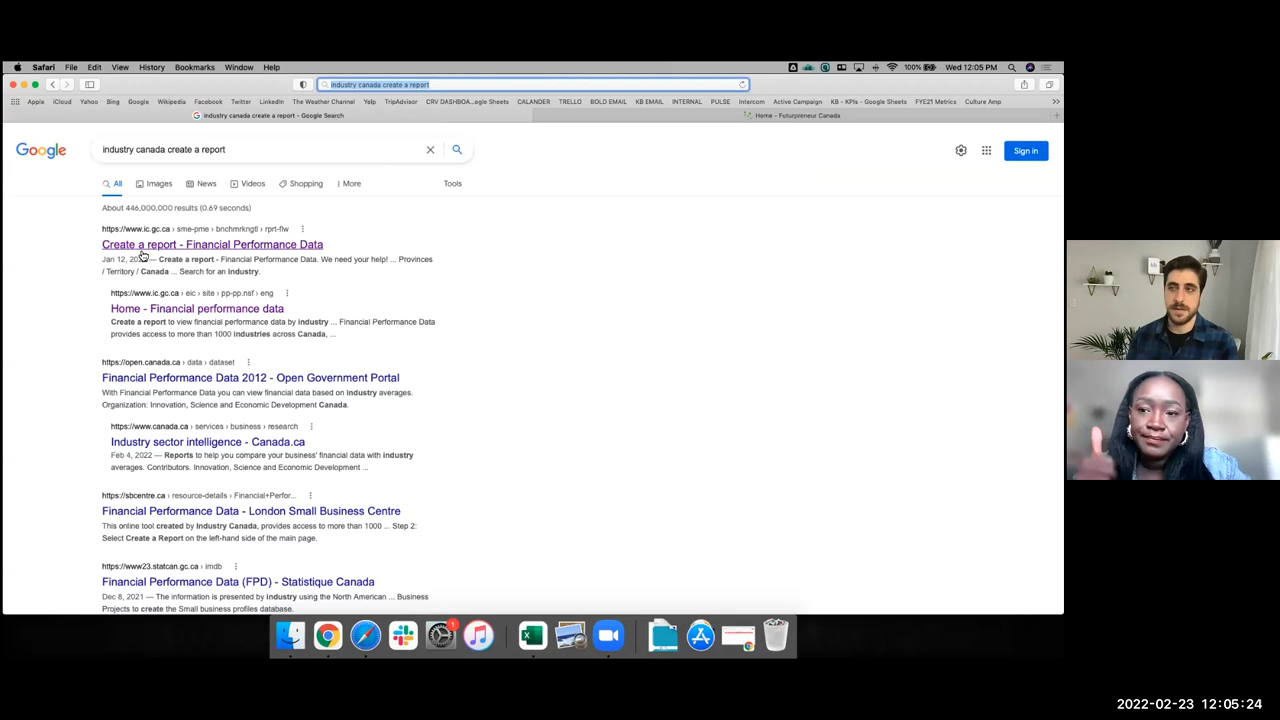 Safari File Edit View History Bookmarks Window Help 100% Wed 12:05 PM
industry canada create a report
Apple iCloud Yahoo Bing Google Wikipedia Facebook Twitter LinkedIn The Weather Channel Yelp TripAdvisor CRV DASHBOA...ogle Sheets CALANDER TRELLO BOLD EMAIL KB EMAIL INTERNAL PULSE Intercom Active Campaign KB - KPIs - Google Sheets FYE21 Metrics Culture Amp
industry canada create a report - Google Search Home - Futurpreneur Canada
Google industry canada create a report Sign in
All Images News Videos Shopping More Tools
About 446,000,000 results (0.69 seconds)
https://www.ic.gc.ca › sme-pme › bnchmrkngtl › rprt-flw
Create a report - Financial Performance Data
Jan 12, — Create a report - Financial Performance Data. We need your help! ... Provinces
/ Territory / Canada ... Search for an industry.
https://www.ic.gc.ca › eic › site › pp-pp.nsf › eng
Home - Financial performance data
Create a report to view financial performance data by industry ... Financial Performance Data
provides access to more than 1000 industries across Canada, ...
https://open.canada.ca › data › dataset
Financial Performance Data 2012 - Open Government Portal
With Financial Performance Data you can view financial data based on industry averages.
Organization: Innovation, Science and Economic Development Canada.
https://www.canada.ca › services › business › research
Industry sector intelligence - Canada.ca
Feb 4, 2022 — Reports to help you compare your business' financial data with industry
averages. Contributors. Innovation, Science and Economic Development ...
https://sbcentre.ca › resource-details › Financial+Perfor...
Financial Performance Data - London Small Business Centre
This online tool created by Industry Canada, provides access to more than 1000 ... Step 2:
Select Create a Report on the left-hand side of the main page.
https://www23.statcan.gc.ca › imdb
Financial Performance Data (FPD) - Statistique Canada
Dec 8, 2021 — The information is presented by industry using the North American ... Business
Projects to create the Small business profiles database.
1
2022-02-23 12:05:24